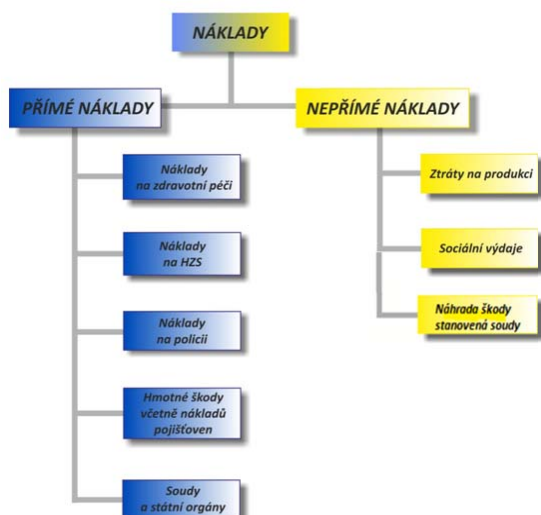 NÁKLADY
PŘÍMÉ NÁKLADY
Náklady
na zdravotní péči
Náklady
na HZS
Náklady
na policii
Hmotné škody
včetně nákladů
pojišťoven
Soudy
a státní orgány
NEPŘÍMÉ NÁKLADY
Ztráty na produkci
Sociální výdaje
Náhrada škody
stanovená soudy